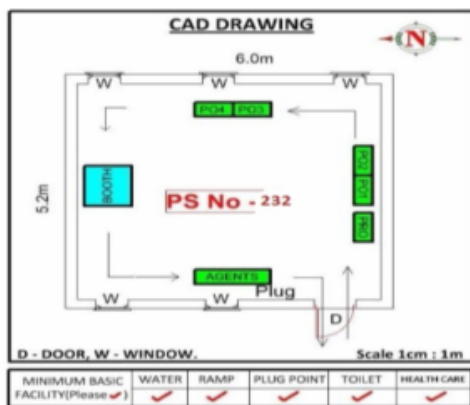 CAD DRAWING
N
6.0m
W W W
PO4 PO3
5.2m
BOOTH
PO2
PO1
PRO
PS No - 232
AGENTS
Plug
W W
D
D - DOOR, W - WINDOW.
Scale 1cm : 1m
MINIMUM BASIC FACILITY(Please ✓)
WATER
RAMP
PLUG POINT
TOILET
HEALTH CARE
✓ ✓ ✓ ✓ ✓